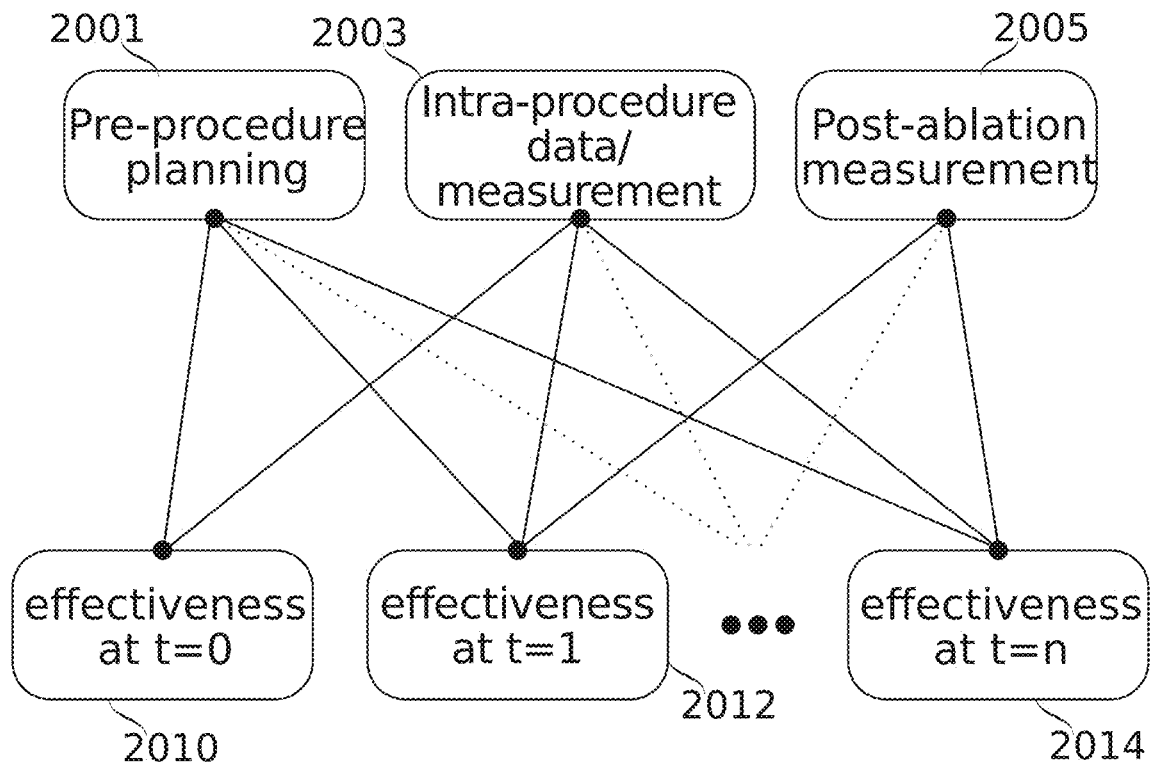 2001
2003
2005
Pre-procedure
planning
Intra-procedure
data/
measurement
Post-ablation
measurement
effectiveness
at t=0
effectiveness
at t=1
effectiveness
at t=n
2010
2012
2014